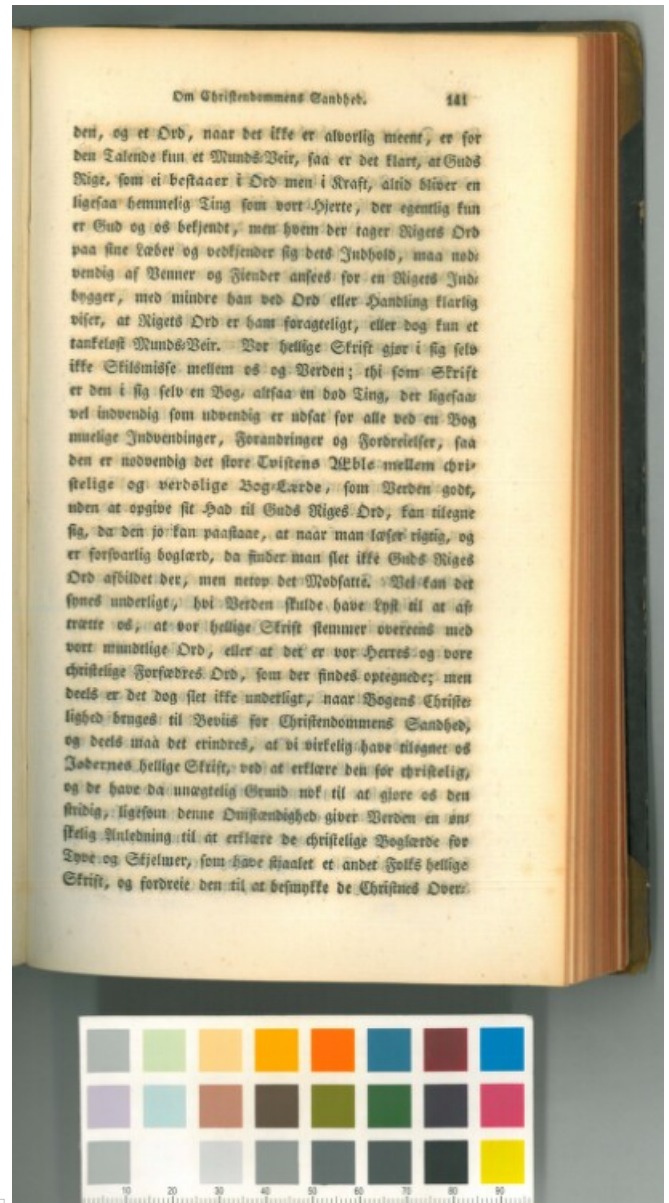 Om Christendommens Sandhed. 141
den, og et Ord, naar det ikke er alvorlig meent, er for
den Talende kun et Munds-Veir, saa er det klart, at Guds
Rige, som ei bestaaer i Ord men i Kraft, altid bliver en
ligesaa hemmelig Ting som vort Hjerte, der egentlig kun
er Gud og os bekjendt, men hvem der tager Rigets Ord
paa sine Læber og vedkjender sig dets Indhold, maa nød-
vendig af Venner og Fiender ansees for en Rigets Ind-
bygger, med mindre han ved Ord eller Handling klarlig
viser, at Rigets Ord er ham foragteligt, eller dog kun et
tankeløst Munds-Veir. Vor hellige Skrift gjør i sig selv
ikke Skilsmisse mellem os og Verden; thi som Skrift
er den i sig selv en Bog, altsaa en død Ting, der ligesaa-
vel indvendig som udvendig er udsat for alle ved en Bog
muelige Indvendinger, Forandringer og Fordreielser, saa
den er nødvendig det store Tvistens Æble mellem chri-
stelige og verdslige Bog-Lærde, som Verden godt,
uden at opgive sit Had til Guds Riges Ord, kan tilegne
sig, da den jo kan paastaae, at naar man læser rigtig, og
er forsvarlig boglærd, da finder man slet ikke Guds Riges
Ord afbildet der, men netop det Modsatte. Vel kan det
synes underligt, hvi Verden skulde have Lyst til at af-
trætte os, at vor hellige Skrift stemmer overeens med
vort mundtlige Ord, eller at det er vor Herres og vore
christelige Forfædres Ord, som der findes optegnede; men
deels er det dog slet ikke underligt, naar Bogens Christe-
lighed bruges til Beviis for Christendommens Sandhed,
og deels maa det erindres, at vi virkelig have tilegnet os
Jødernes hellige Skrift, ved at erklære den for christelig,
og de have da unægtelig Grund nok til at gjøre os den
stridig, ligesom denne Omstændighed giver Verden en øn-
skelig Anledning til at erklære de christelige Boglærde for
Tyve og Skjelmer, som have stjaalet et andet Folks hellige
Skrift, og fordreie den til at besmykke de Christnes Over-
10 20 30 40 50 60 70 80 90